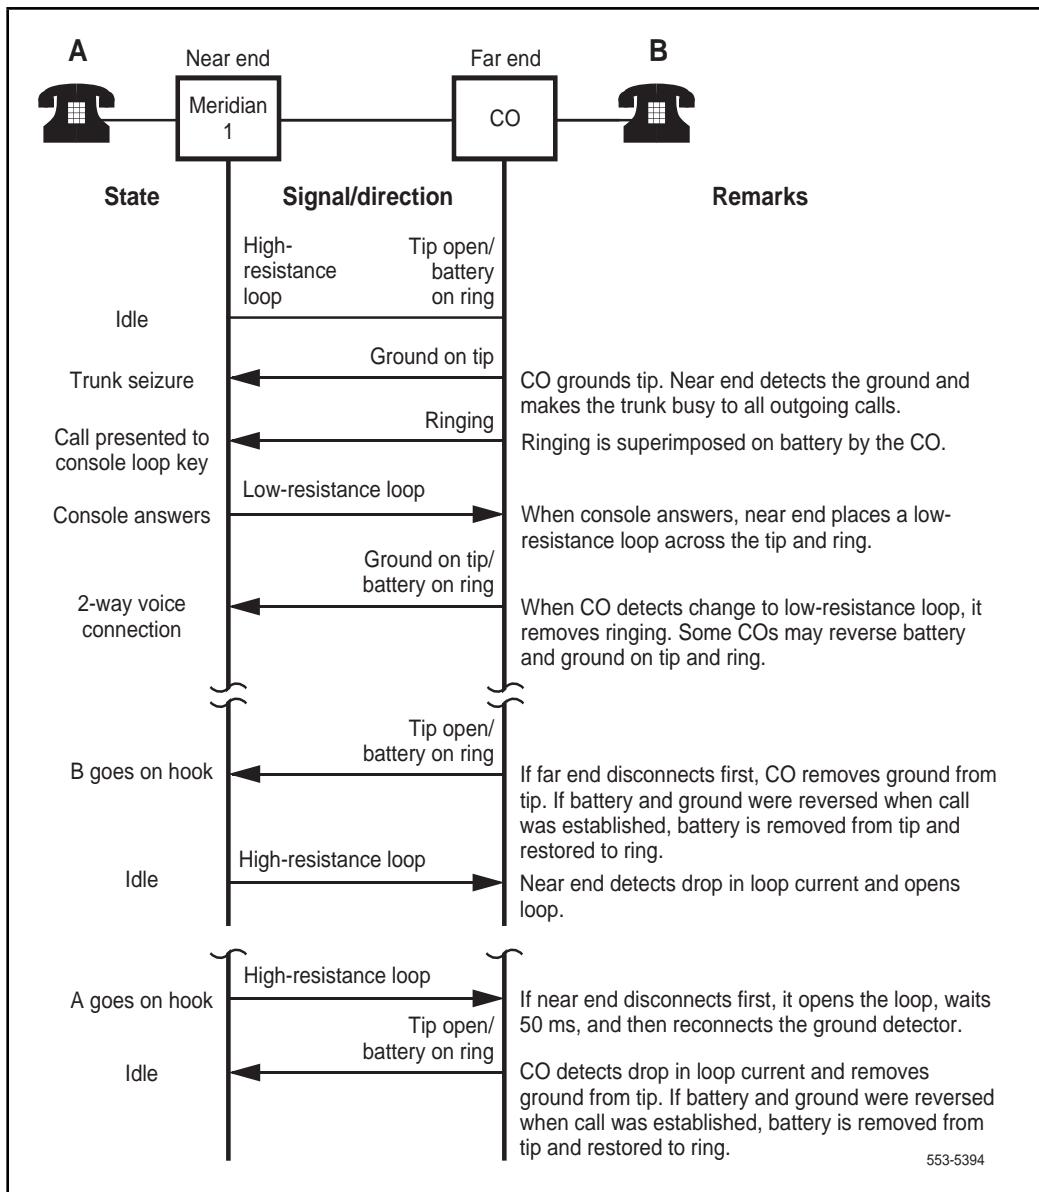 A
Near end
Far end
B
Meridian
1
CO
State
Signal/direction
Remarks
High-
resistance
loop
Tip open/
battery
on ring
Idle
Ground on tip
Trunk seizure
CO grounds tip. Near end detects the ground and
makes the trunk busy to all outgoing calls.
Ringing
Call presented to
console loop key
Ringing is superimposed on battery by the CO.
Low-resistance loop
Console answers
When console answers, near end places a low-
resistance loop across the tip and ring.
Ground on tip/
battery on ring
2-way voice
connection
When CO detects change to low-resistance loop, it
removes ringing. Some COs may reverse battery
and ground on tip and ring.
Tip open/
battery on ring
B goes on hook
If far end disconnects first, CO removes ground from
tip. If battery and ground were reversed when call
was established, battery is removed from tip and
restored to ring.
High-resistance loop
Idle
Near end detects drop in loop current and opens
loop.
High-resistance loop
A goes on hook
If near end disconnects first, it opens the loop, waits
50 ms, and then reconnects the ground detector.
Tip open/
battery on ring
Idle
CO detects drop in loop current and removes
ground from tip. If battery and ground were reversed
when call was established, battery is removed from
tip and restored to ring.
553-5394